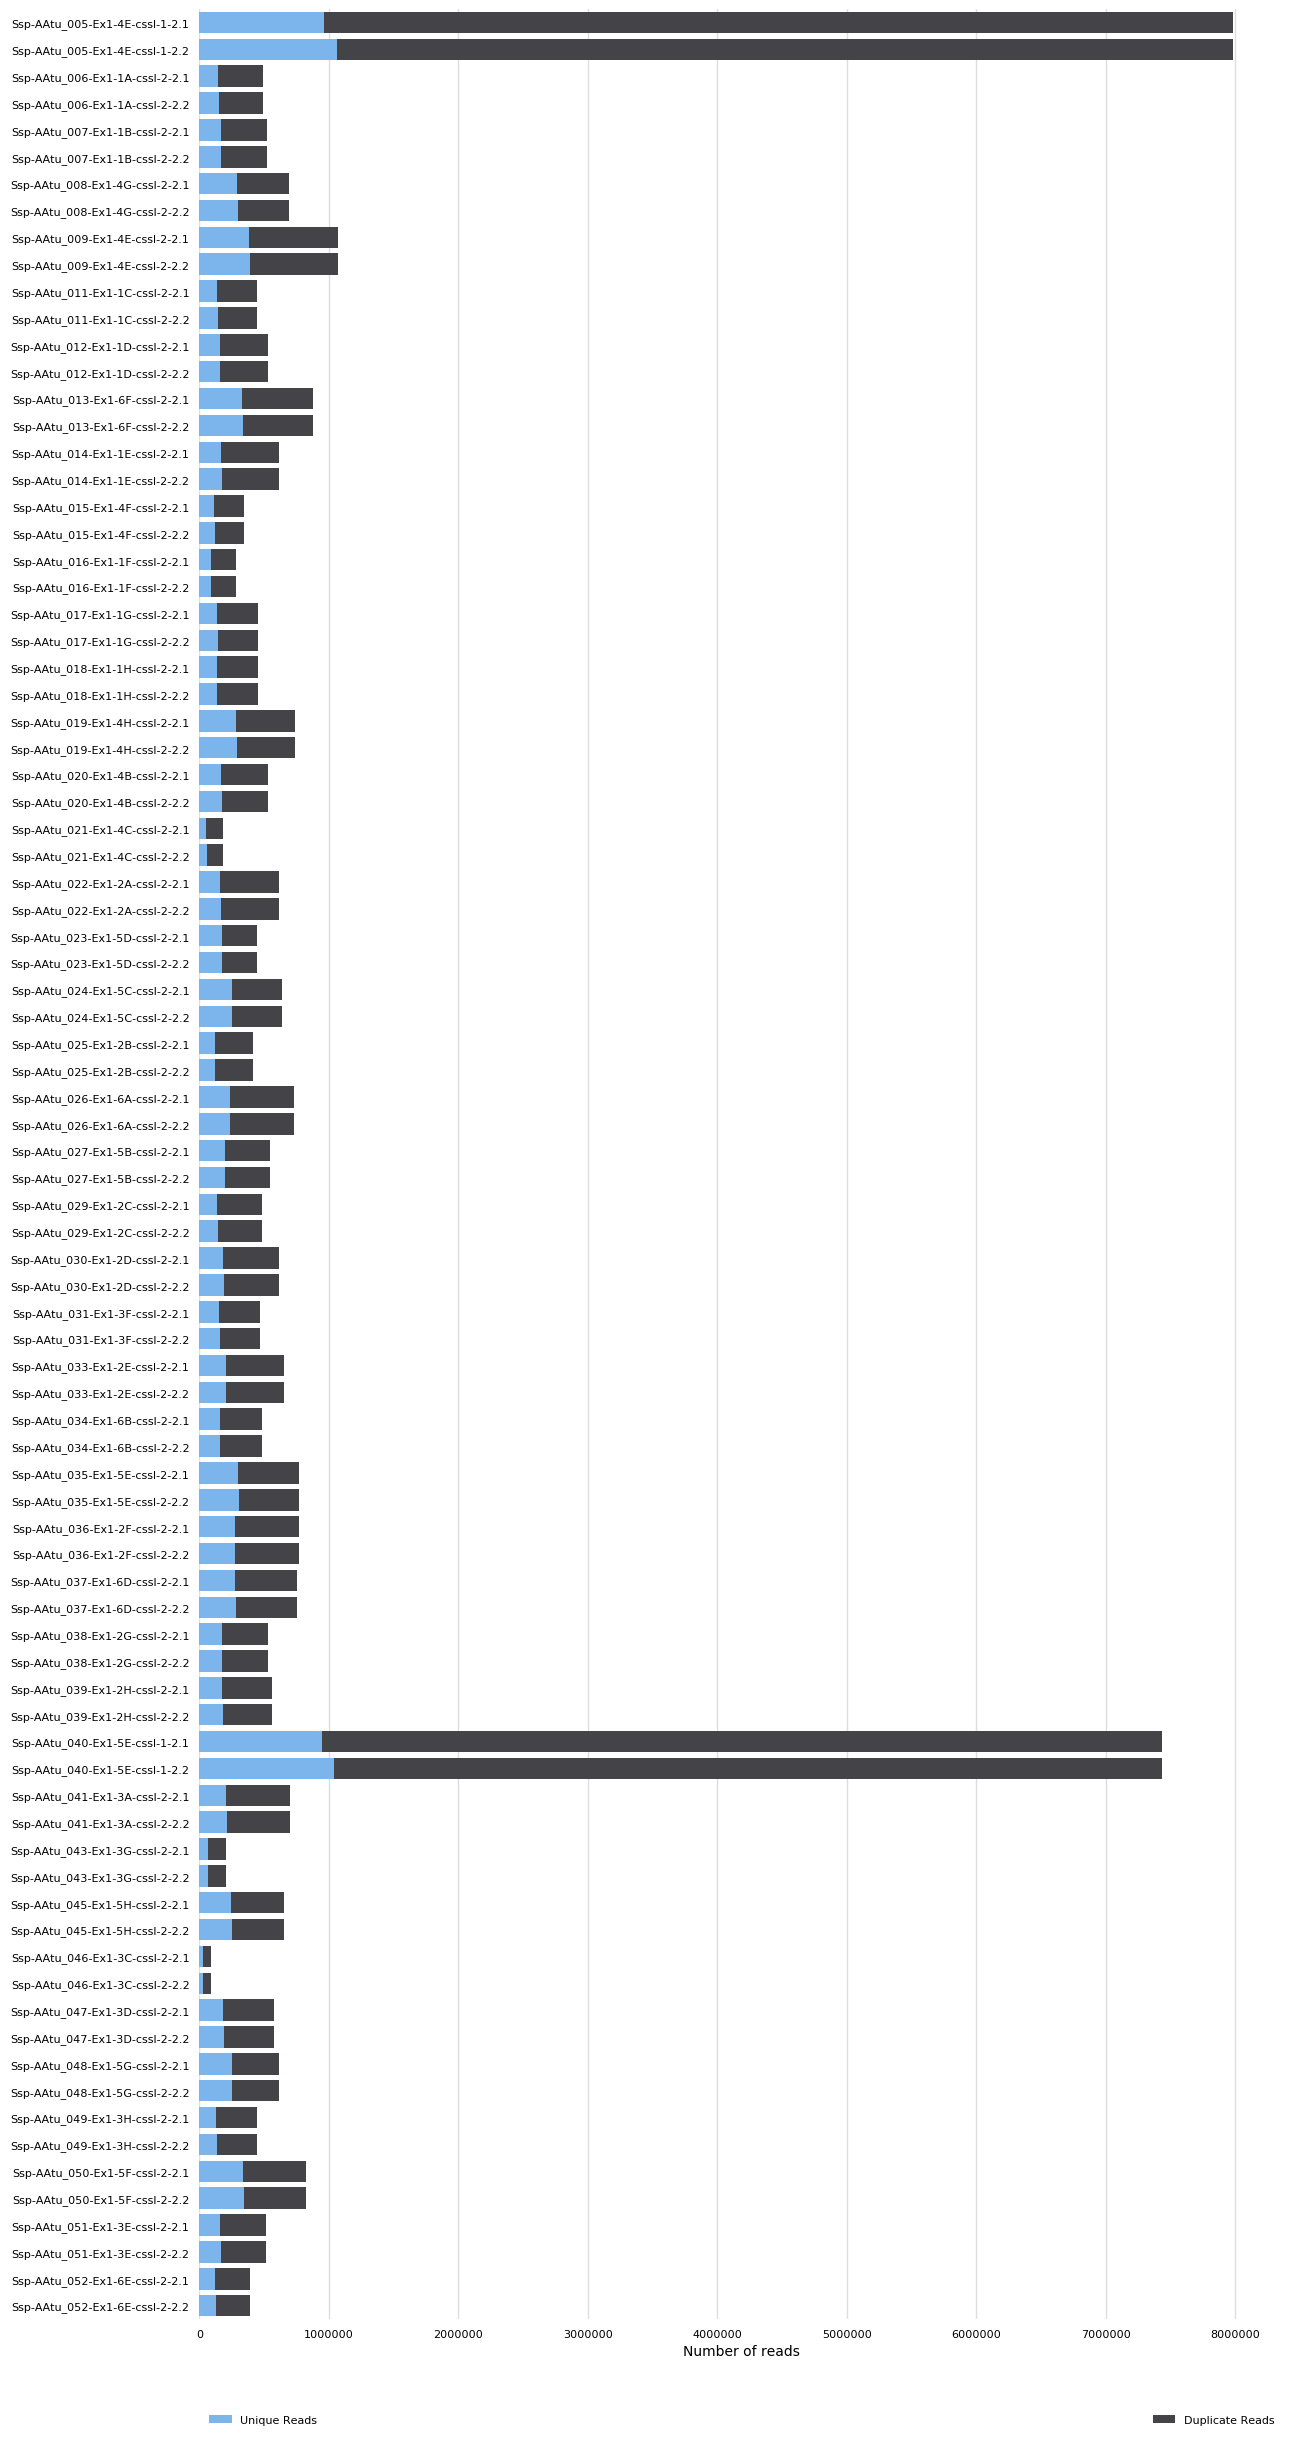 Ssp-AAtu_005-Ex1-4E-cssl-1-2.1
Ssp-AAtu_005-Ex1-4E-cssl-1-2.2
Ssp-AAtu_006-Ex1-1A-cssl-2-2.1
Ssp-AAtu_006-Ex1-1A-cssl-2-2.2
Ssp-AAtu_007-Ex1-1B-cssl-2-2.1
Ssp-AAtu_007-Ex1-1B-cssl-2-2.2
Ssp-AAtu_008-Ex1-4G-cssl-2-2.1
Ssp-AAtu_008-Ex1-4G-cssl-2-2.2
Ssp-AAtu_009-Ex1-4E-cssl-2-2.1
Ssp-AAtu_009-Ex1-4E-cssl-2-2.2
Ssp-AAtu_011-Ex1-1C-cssl-2-2.1
Ssp-AAtu_011-Ex1-1C-cssl-2-2.2
Ssp-AAtu_012-Ex1-1D-cssl-2-2.1
Ssp-AAtu_012-Ex1-1D-cssl-2-2.2
Ssp-AAtu_013-Ex1-6F-cssl-2-2.1
Ssp-AAtu_013-Ex1-6F-cssl-2-2.2
Ssp-AAtu_014-Ex1-1E-cssl-2-2.1
Ssp-AAtu_014-Ex1-1E-cssl-2-2.2
Ssp-AAtu_015-Ex1-4F-cssl-2-2.1
Ssp-AAtu_015-Ex1-4F-cssl-2-2.2
Ssp-AAtu_016-Ex1-1F-cssl-2-2.1
Ssp-AAtu_016-Ex1-1F-cssl-2-2.2
Ssp-AAtu_017-Ex1-1G-cssl-2-2.1
Ssp-AAtu_017-Ex1-1G-cssl-2-2.2
Ssp-AAtu_018-Ex1-1H-cssl-2-2.1
Ssp-AAtu_018-Ex1-1H-cssl-2-2.2
Ssp-AAtu_019-Ex1-4H-cssl-2-2.1
Ssp-AAtu_019-Ex1-4H-cssl-2-2.2
Ssp-AAtu_020-Ex1-4B-cssl-2-2.1
Ssp-AAtu_020-Ex1-4B-cssl-2-2.2
Ssp-AAtu_021-Ex1-4C-cssl-2-2.1
Ssp-AAtu_021-Ex1-4C-cssl-2-2.2
Ssp-AAtu_022-Ex1-2A-cssl-2-2.1
Ssp-AAtu_022-Ex1-2A-cssl-2-2.2
Ssp-AAtu_023-Ex1-5D-cssl-2-2.1
Ssp-AAtu_023-Ex1-5D-cssl-2-2.2
Ssp-AAtu_024-Ex1-5C-cssl-2-2.1
Ssp-AAtu_024-Ex1-5C-cssl-2-2.2
Ssp-AAtu_025-Ex1-2B-cssl-2-2.1
Ssp-AAtu_025-Ex1-2B-cssl-2-2.2
Ssp-AAtu_026-Ex1-6A-cssl-2-2.1
Ssp-AAtu_026-Ex1-6A-cssl-2-2.2
Ssp-AAtu_027-Ex1-5B-cssl-2-2.1
Ssp-AAtu_027-Ex1-5B-cssl-2-2.2
Ssp-AAtu_029-Ex1-2C-cssl-2-2.1
Ssp-AAtu_029-Ex1-2C-cssl-2-2.2
Ssp-AAtu_030-Ex1-2D-cssl-2-2.1
Ssp-AAtu_030-Ex1-2D-cssl-2-2.2
Ssp-AAtu_031-Ex1-3F-cssl-2-2.1
Ssp-AAtu_031-Ex1-3F-cssl-2-2.2
Ssp-AAtu_033-Ex1-2E-cssl-2-2.1
Ssp-AAtu_033-Ex1-2E-cssl-2-2.2
Ssp-AAtu_034-Ex1-6B-cssl-2-2.1
Ssp-AAtu_034-Ex1-6B-cssl-2-2.2
Ssp-AAtu_035-Ex1-5E-cssl-2-2.1
Ssp-AAtu_035-Ex1-5E-cssl-2-2.2
Ssp-AAtu_036-Ex1-2F-cssl-2-2.1
Ssp-AAtu_036-Ex1-2F-cssl-2-2.2
Ssp-AAtu_037-Ex1-6D-cssl-2-2.1
Ssp-AAtu_037-Ex1-6D-cssl-2-2.2
Ssp-AAtu_038-Ex1-2G-cssl-2-2.1
Ssp-AAtu_038-Ex1-2G-cssl-2-2.2
Ssp-AAtu_039-Ex1-2H-cssl-2-2.1
Ssp-AAtu_039-Ex1-2H-cssl-2-2.2
Ssp-AAtu_040-Ex1-5E-cssl-1-2.1
Ssp-AAtu_040-Ex1-5E-cssl-1-2.2
Ssp-AAtu_041-Ex1-3A-cssl-2-2.1
Ssp-AAtu_041-Ex1-3A-cssl-2-2.2
Ssp-AAtu_043-Ex1-3G-cssl-2-2.1
Ssp-AAtu_043-Ex1-3G-cssl-2-2.2
Ssp-AAtu_045-Ex1-5H-cssl-2-2.1
Ssp-AAtu_045-Ex1-5H-cssl-2-2.2
Ssp-AAtu_046-Ex1-3C-cssl-2-2.1
Ssp-AAtu_046-Ex1-3C-cssl-2-2.2
Ssp-AAtu_047-Ex1-3D-cssl-2-2.1
Ssp-AAtu_047-Ex1-3D-cssl-2-2.2
Ssp-AAtu_048-Ex1-5G-cssl-2-2.1
Ssp-AAtu_048-Ex1-5G-cssl-2-2.2
Ssp-AAtu_049-Ex1-3H-cssl-2-2.1
Ssp-AAtu_049-Ex1-3H-cssl-2-2.2
Ssp-AAtu_050-Ex1-5F-cssl-2-2.1
Ssp-AAtu_050-Ex1-5F-cssl-2-2.2
Ssp-AAtu_051-Ex1-3E-cssl-2-2.1
Ssp-AAtu_051-Ex1-3E-cssl-2-2.2
Ssp-AAtu_052-Ex1-6E-cssl-2-2.1
Ssp-AAtu_052-Ex1-6E-cssl-2-2.2
0 1000000 2000000 3000000 4000000 5000000 6000000 7000000 8000000
Number of reads
Unique Reads Duplicate Reads